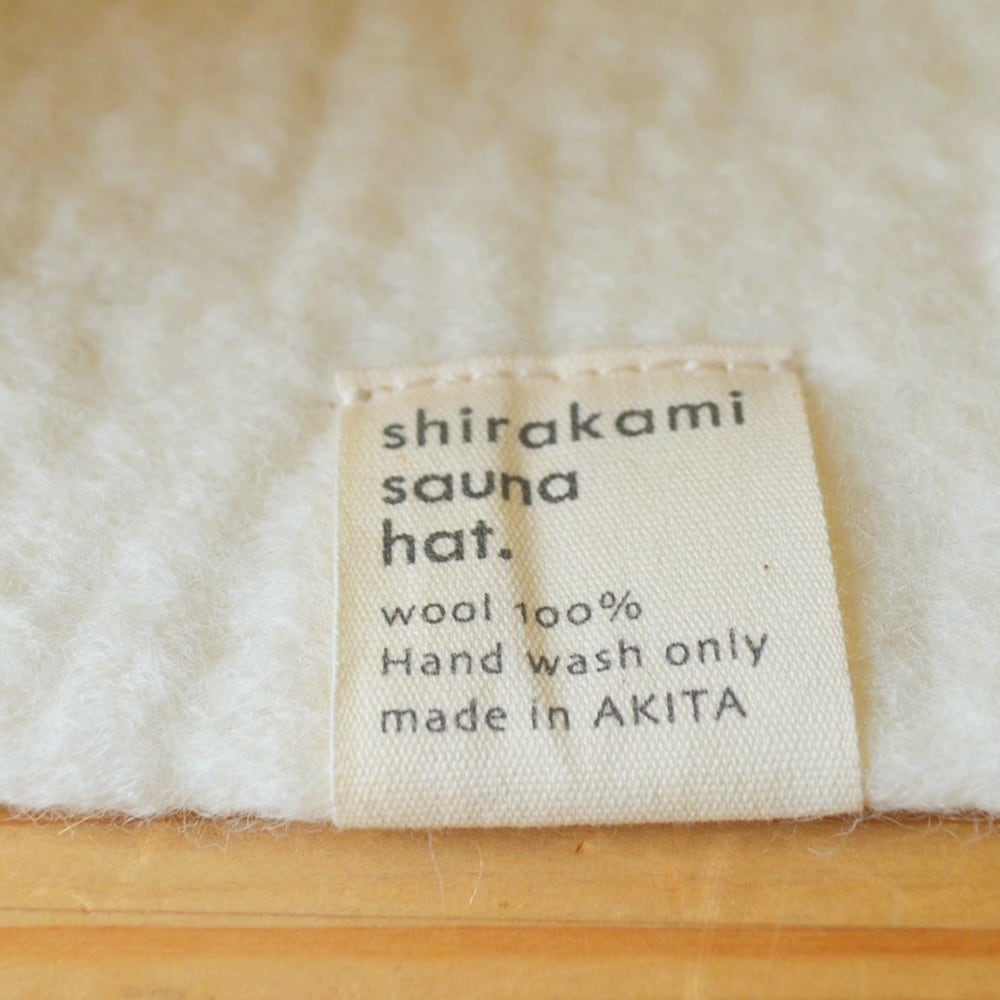 shirakami
sauna
hat.
wool 100%
Hand wash only
made in AKITA